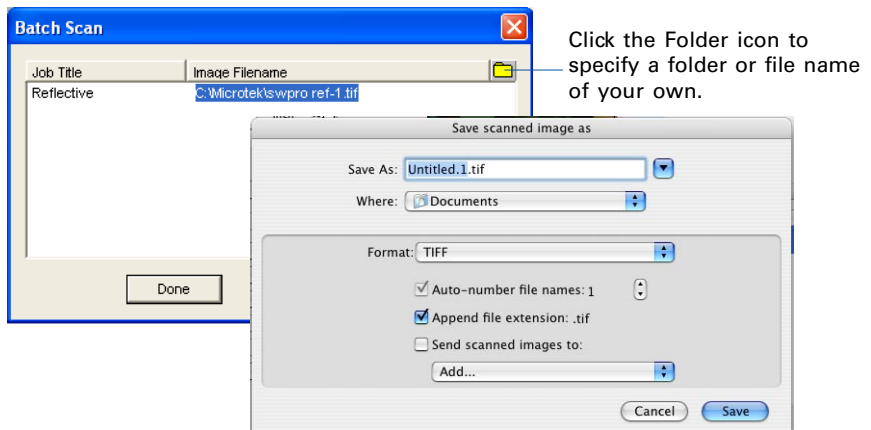 Batch Scan
Click the Folder icon to
specify a folder or file name
of your own.
Job Title Image Filename
Reflective C:\Microtek\swpro ref-1.tif
Save scanned image as
Save As: Untitled.1.tif
Where: Documents
Format: TIFF
Auto-number file names: 1
Append file extension: .tif
Send scanned images to:
Add...
Done
Cancel Save